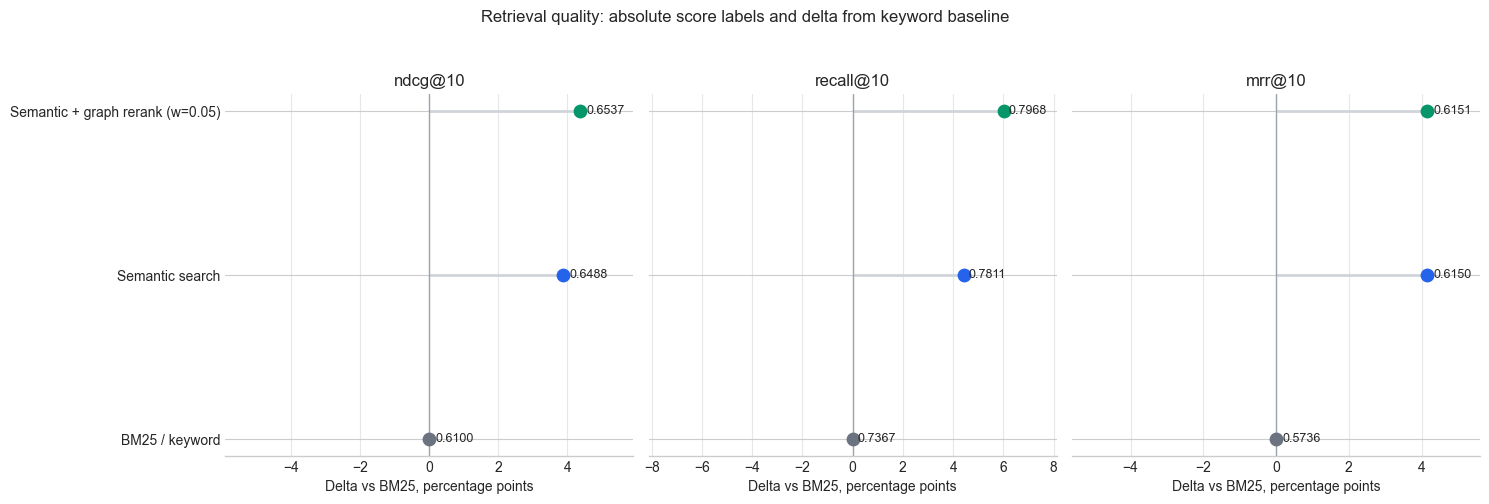 Retrieval quality: absolute score labels and delta from keyword baseline
ndcg@10
recall@10
mrr@10
Semantic + graph rerank (w=0.05)
0.6537
0.7968
0.6151
Semantic search
0.6488
0.7811
0.6150
BM25 / keyword
0.6100
0.7367
0.5736
−4 −2 0 2 4
−8 −6 −4 −2 0 2 4 6 8
−4 −2 0 2 4
Delta vs BM25, percentage points
Delta vs BM25, percentage points
Delta vs BM25, percentage points